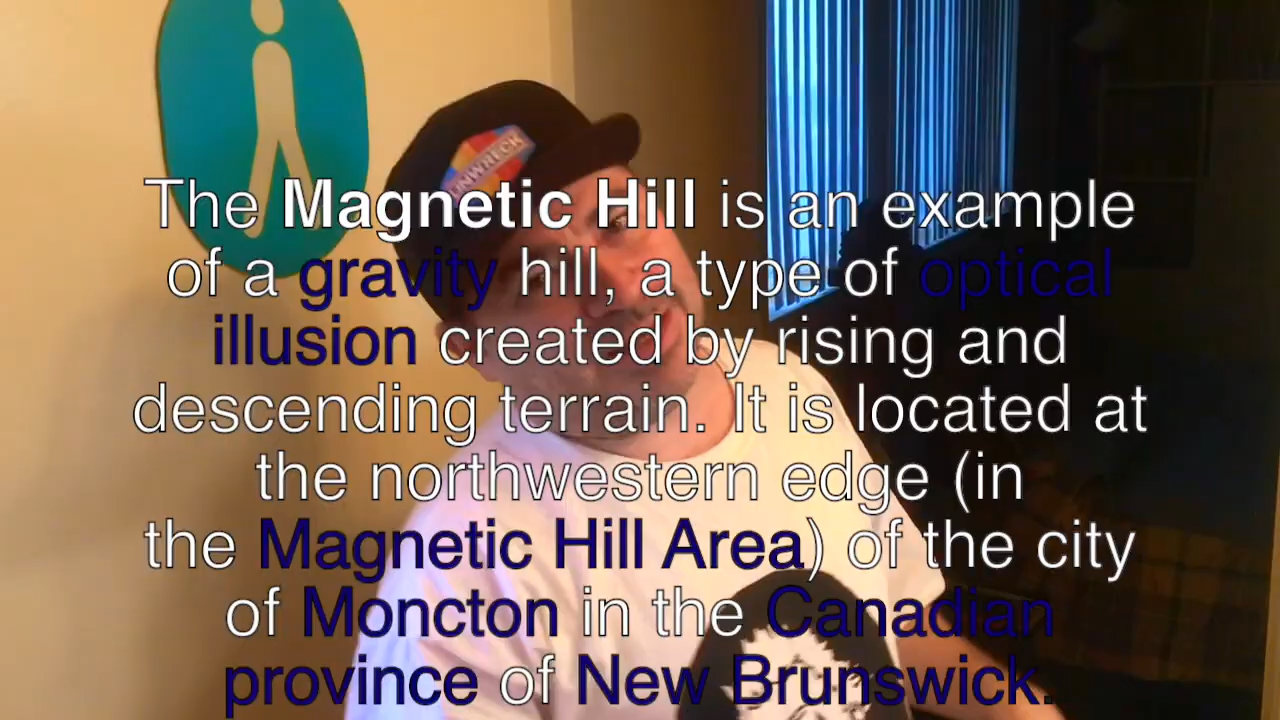 UNWRECK
The Magnetic Hill is an example
of a gravity hill, a type of optical
illusion created by rising and
descending terrain. It is located at
the northwestern edge (in
the Magnetic Hill Area) of the city
of Moncton in the Canadian
province of New Brunswick.